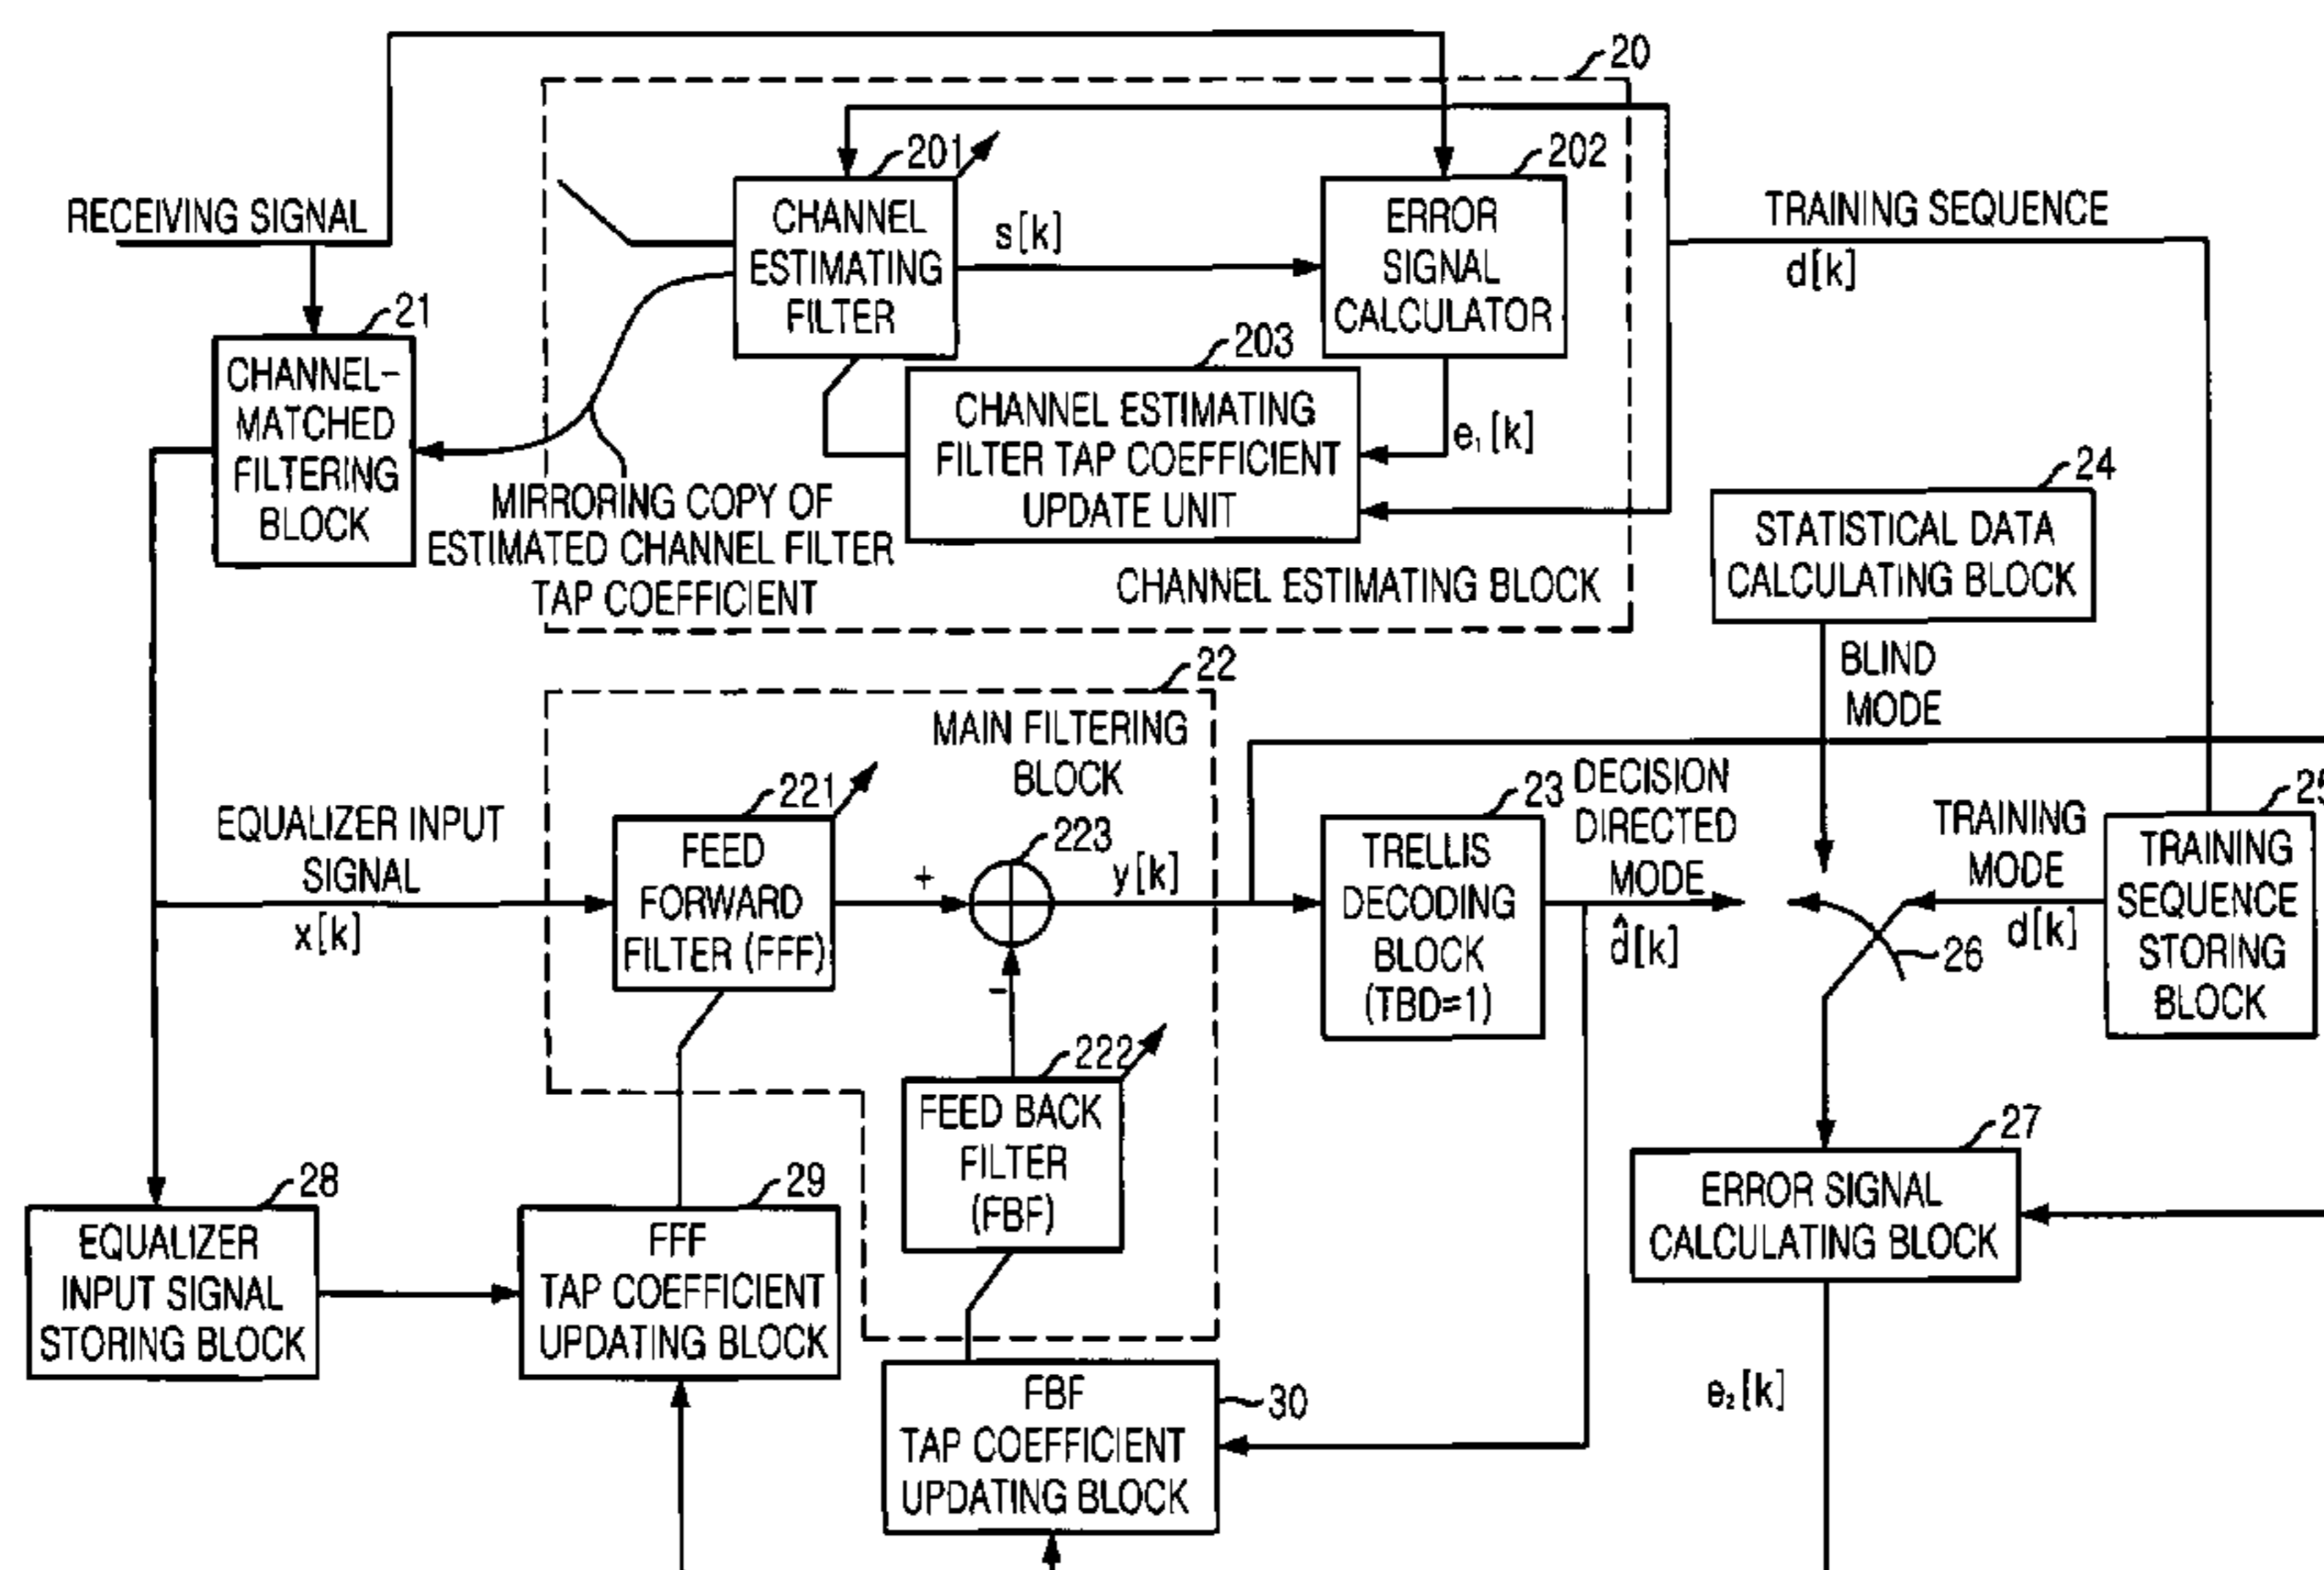 20
201
202
RECEIVING SIGNAL
CHANNEL
ESTIMATING
FILTER
s[k]
ERROR
SIGNAL
CALCULATOR
TRAINING SEQUENCE
d[k]
21
CHANNEL-
MATCHED
FILTERING
BLOCK
203
CHANNEL ESTIMATING
FILTER TAP COEFFICIENT
UPDATE UNIT
e₁[k]
MIRRORING COPY OF
ESTIMATED CHANNEL FILTER
TAP COEFFICIENT
CHANNEL ESTIMATING BLOCK
24
STATISTICAL DATA
CALCULATING BLOCK
BLIND
MODE
22
MAIN FILTERING
BLOCK
EQUALIZER INPUT
SIGNAL
x[k]
221
FEED
FORWARD
FILTER (FFF)
+
223
-
y[k]
23
TRELLIS
DECODING
BLOCK
(TBD=1)
DECISION
DIRECTED
MODE
d̂[k]
26
TRAINING
MODE
d[k]
25
TRAINING
SEQUENCE
STORING
BLOCK
222
FEED BACK
FILTER
(FBF)
27
ERROR SIGNAL
CALCULATING BLOCK
28
EQUALIZER
INPUT SIGNAL
STORING BLOCK
29
FFF
TAP COEFFICIENT
UPDATING BLOCK
30
FBF
TAP COEFFICIENT
UPDATING BLOCK
e₂[k]